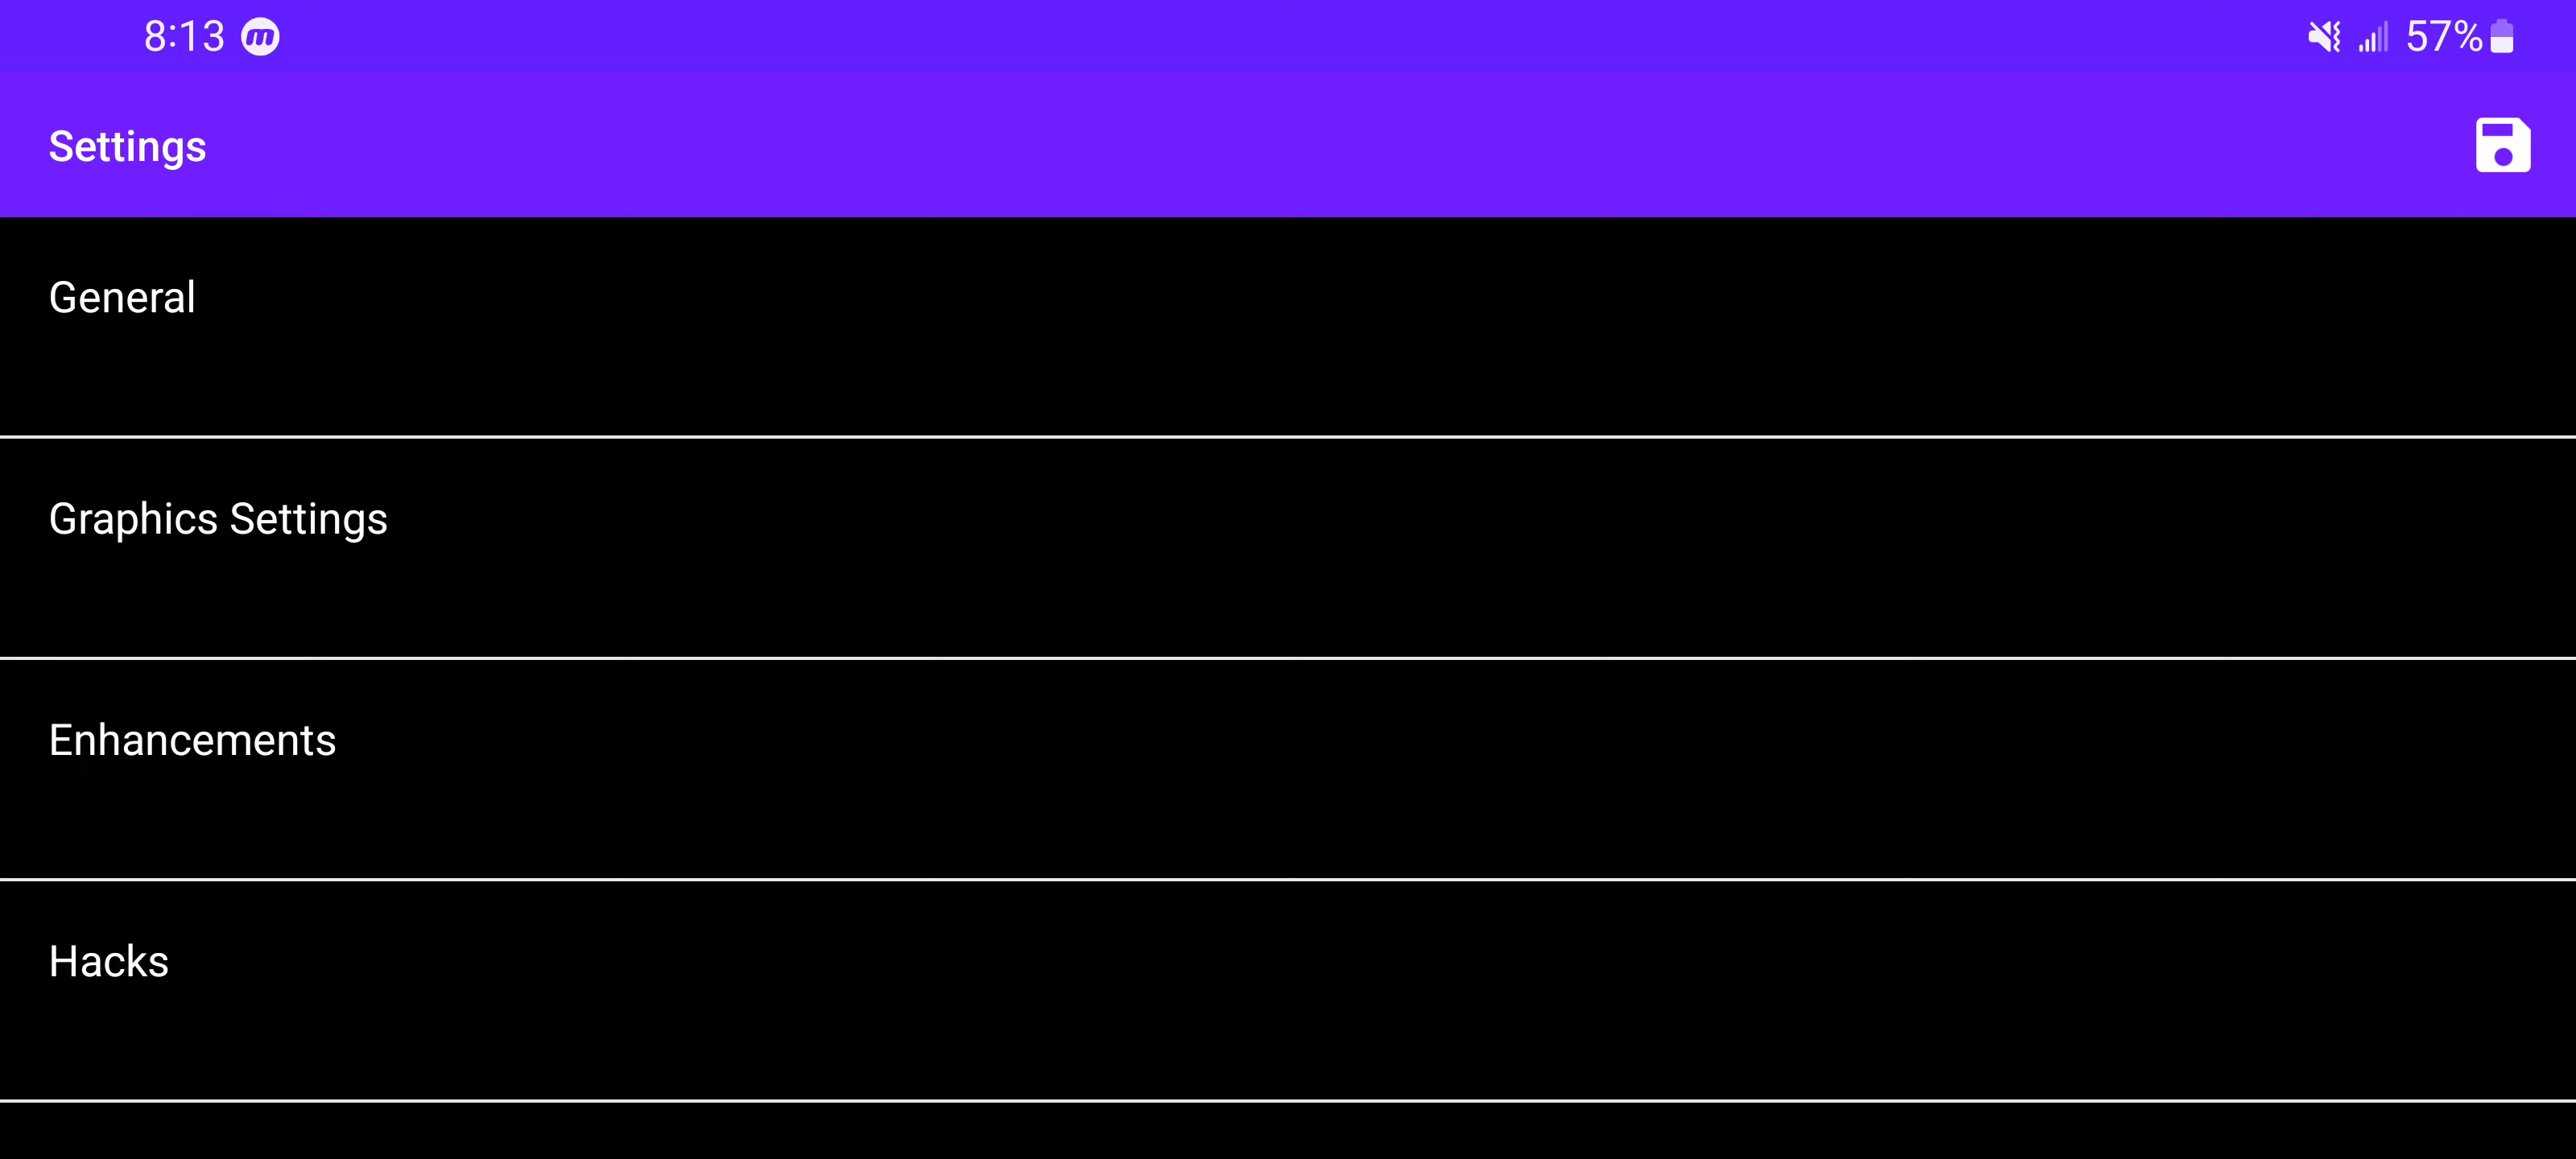 8:13 m 57%
Settings
General
Graphics Settings
Enhancements
Hacks